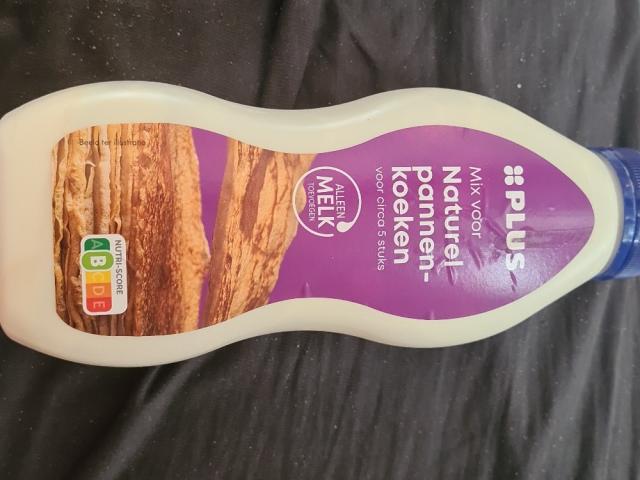 PLUS
Mix voor
Naturel
pannen-
koeken
voor circa 5 stuks
ALLEEN
MELK
TOEVOEGEN
Beeld ter illustratie
NUTRI-SCORE
A B C D E